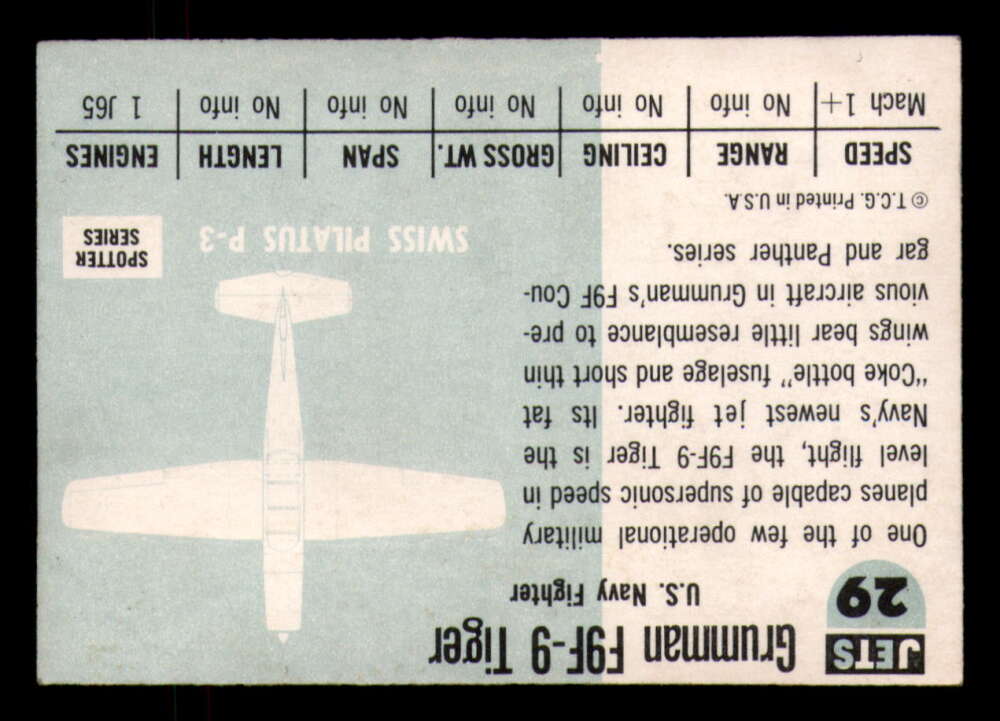 JETS
29
Grumman F9F-9 Tiger
U.S. Navy Fighter
One of the few operational military
planes capable of supersonic speed in
level flight, the F9F-9 Tiger is the
Navy's newest jet fighter. Its fat
"Coke bottle" fuselage and short thin
wings bear little resemblance to pre-
vious aircraft in Grumman's F9F Cou-
gar and Panther series.
© T.C.G. Printed in U.S.A.
SWISS PILATUS P-3
SPOTTER
SERIES
SPEED RANGE CEILING GROSS WT. SPAN LENGTH ENGINES
Mach 1+ No info No info No info No info No info 1 J65